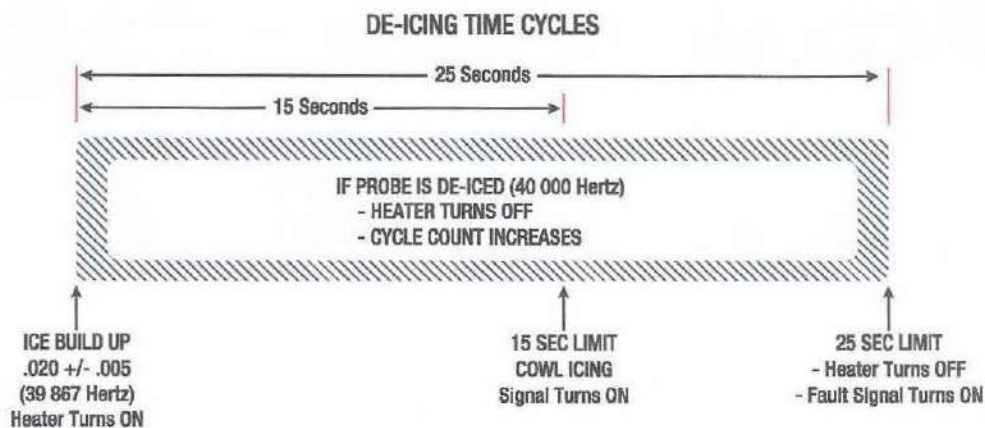 DE-ICING TIME CYCLES
25 Seconds
15 Seconds
IF PROBE IS DE-ICED (40 000 Hertz)
- HEATER TURNS OFF
- CYCLE COUNT INCREASES
ICE BUILD UP
.020 +/- .005
(39 867 Hertz)
Heater Turns ON
15 SEC LIMIT
COWL ICING
Signal Turns ON
25 SEC LIMIT
- Heater Turns OFF
- Fault Signal Turns ON